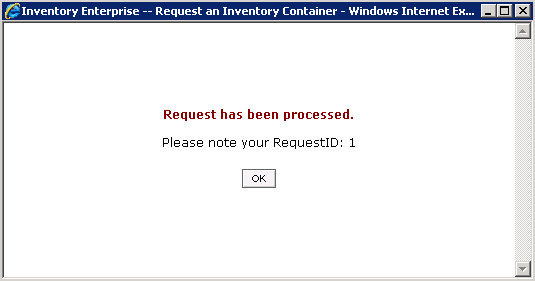 Inventory Enterprise -- Request an Inventory Container - Windows Internet Ex...
Request has been processed.
Please note your RequestID: 1
OK